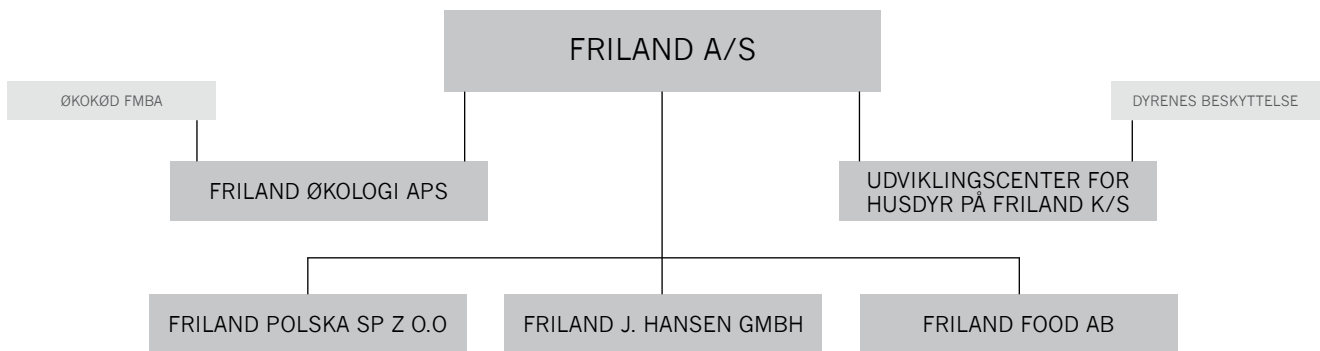 FRILAND A/S
ØKOKØD FMBA
DYRENES BESKYTTELSE
FRILAND ØKOLOGI APS
UDVIKLINGSCENTER FOR
HUSDYR PÅ FRILAND K/S
FRILAND POLSKA SP Z O.O
FRILAND J. HANSEN GMBH
FRILAND FOOD AB